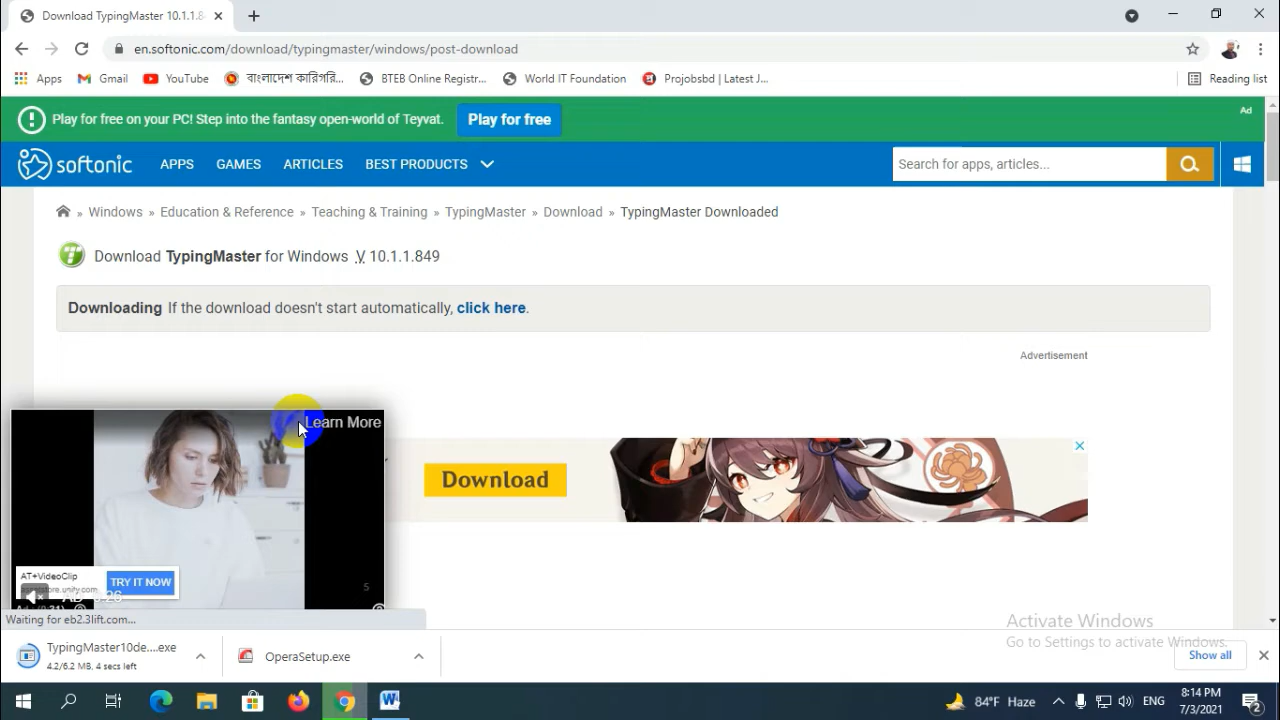 Download TypingMaster 10.1.1.84
en.softonic.com/download/typingmaster/windows/post-download
Apps Gmail YouTube বাংলাদেশ কারিগরি... BTEB Online Registr... World IT Foundation Projobsbd | Latest J... Reading list
Play for free on your PC! Step into the fantasy open-world of Teyvat. Play for free Ad
softonic APPS GAMES ARTICLES BEST PRODUCTS Search for apps, articles...
» Windows » Education & Reference » Teaching & Training » TypingMaster » Download » TypingMaster Downloaded
Download TypingMaster for Windows V 10.1.1.849
Downloading If the download doesn't start automatically, click here.
Advertisement
Learn More
Download
AT+VideoClip
TRY IT NOW
5
Waiting for eb2.3lift.com...
Activate Windows
Go to Settings to activate Windows.
TypingMaster10de....exe
4.2/6.2 MB, 4 secs left
OperaSetup.exe
Show all
84°F Haze ENG
8:14 PM
7/3/2021
2